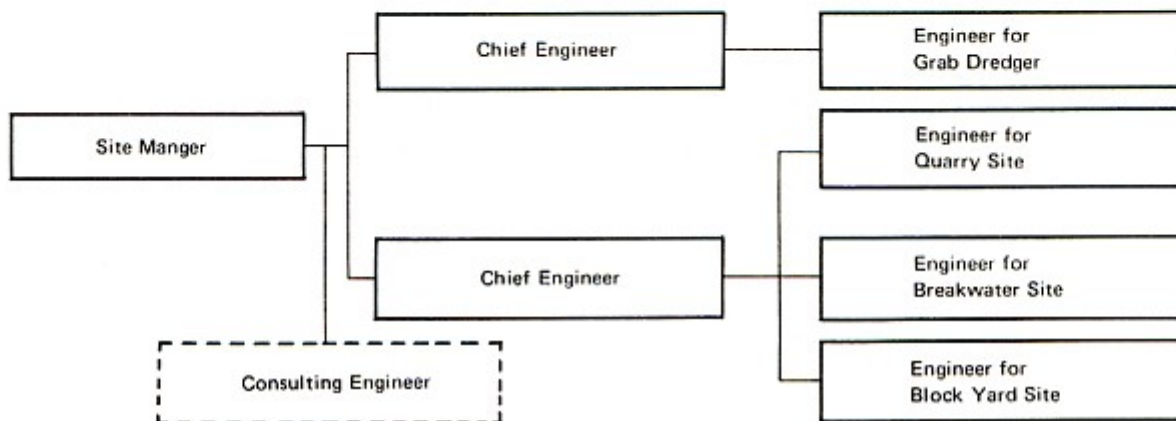 Chief Engineer
Engineer for
Grab Dredger
Site Manger
Engineer for
Quarry Site
Chief Engineer
Engineer for
Breakwater Site
Consulting Engineer
Engineer for
Block Yard Site